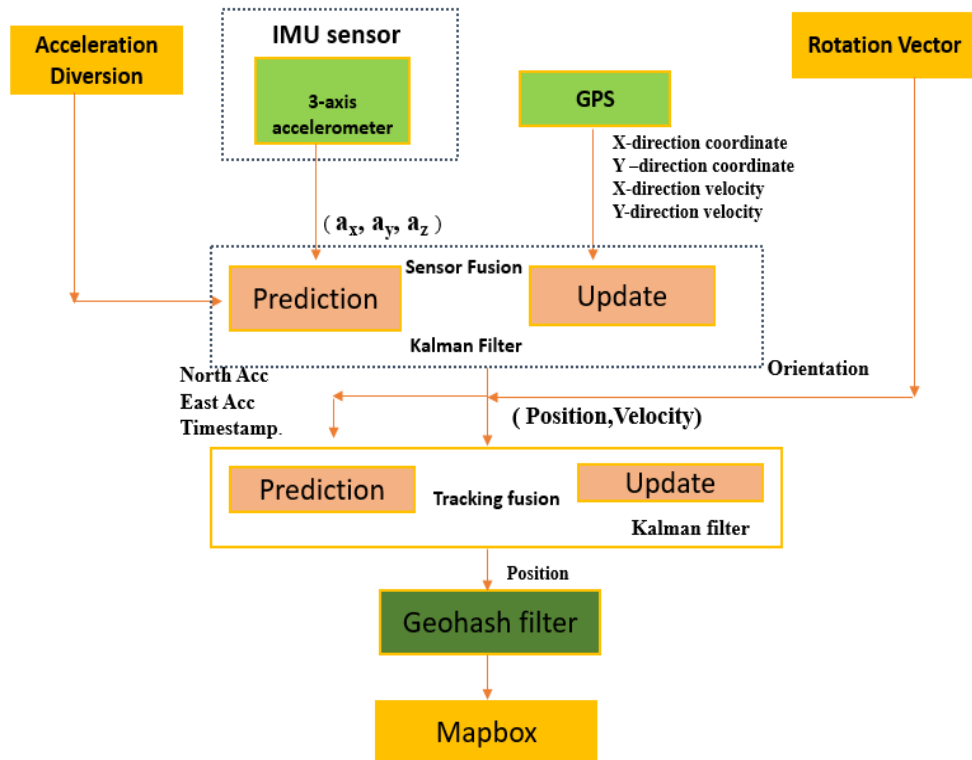 Acceleration
Diversion
IMU sensor
3-axis
accelerometer
GPS
Rotation Vector
X-direction coordinate
Y –direction coordinate
X-direction velocity
Y-direction velocity
( ax, ay, az )
Sensor Fusion
Prediction
Update
Kalman Filter
North Acc
East Acc
Timestamp.
Orientation
( Position,Velocity)
Prediction
Tracking fusion
Update
Kalman filter
Position
Geohash filter
Mapbox